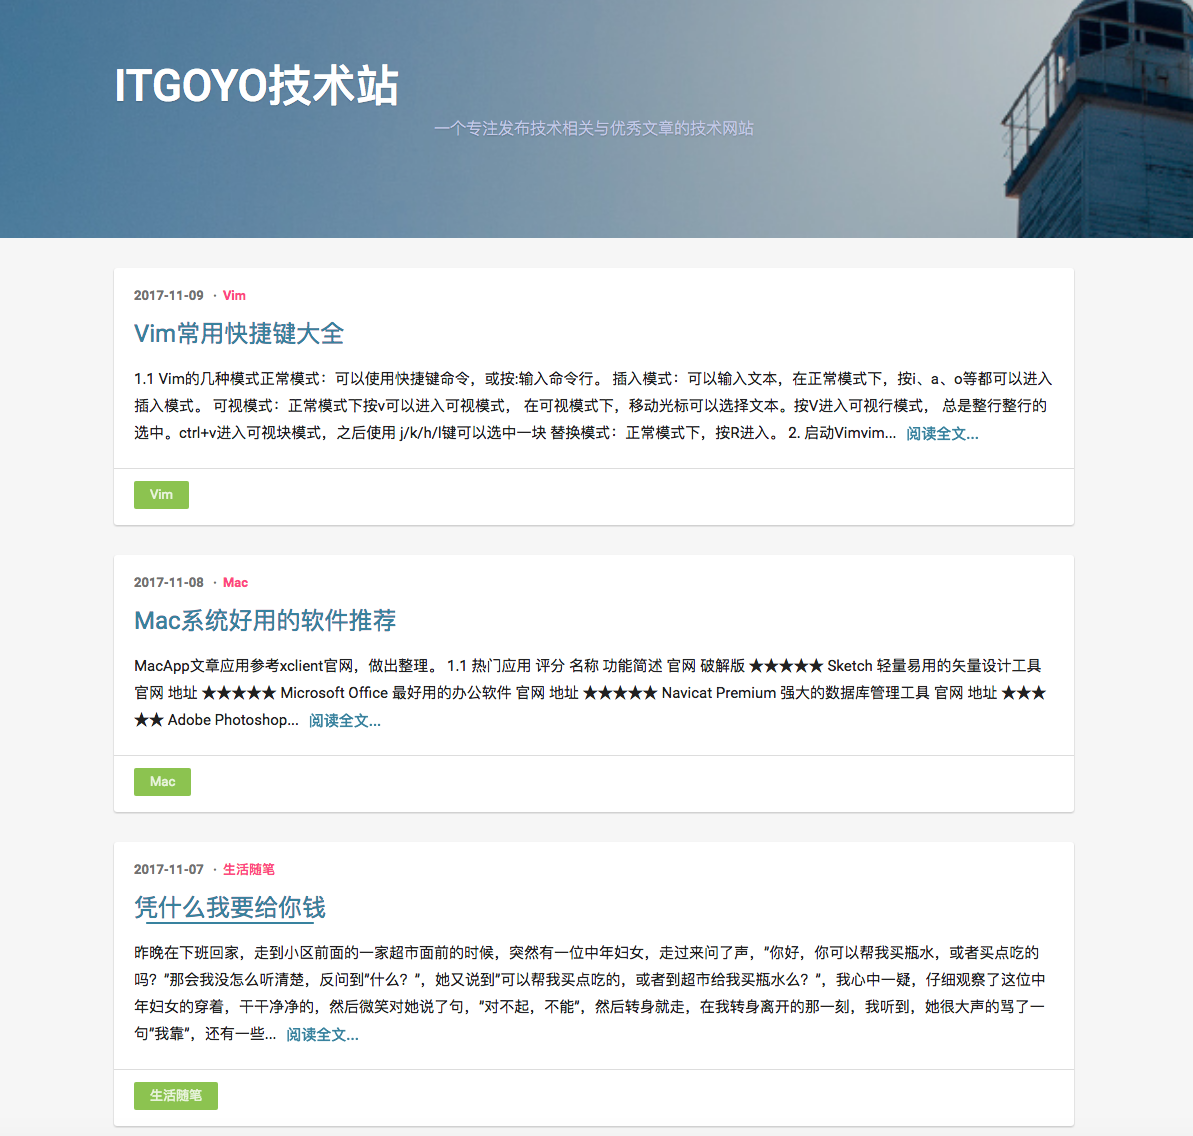 ITGOYO技术站
一个专注发布技术相关与优秀文章的技术网站
2017-11-09 · Vim
Vim常用快捷键大全
1.1 Vim的几种模式正常模式：可以使用快捷键命令，或按:输入命令行。 插入模式：可以输入文本，在正常模式下，按i、a、o等都可以进入
插入模式。 可视模式：正常模式下按v可以进入可视模式， 在可视模式下，移动光标可以选择文本。按V进入可视行模式， 总是整行整行的
选中。ctrl+v进入可视块模式，之后使用 j/k/h/l键可以选中一块 替换模式：正常模式下，按R进入。 2. 启动Vimvim... 阅读全文...
Vim
2017-11-08 · Mac
Mac系统好用的软件推荐
MacApp文章应用参考xclient官网，做出整理。 1.1 热门应用 评分 名称 功能简述 官网 破解版 ★★★★★ Sketch 轻量易用的矢量设计工具
官网 地址 ★★★★★ Microsoft Office 最好用的办公软件 官网 地址 ★★★★★ Navicat Premium 强大的数据库管理工具 官网 地址 ★★★
★★ Adobe Photoshop... 阅读全文...
Mac
2017-11-07 · 生活随笔
凭什么我要给你钱
昨晚在下班回家，走到小区前面的一家超市面前的时候，突然有一位中年妇女，走过来问了声，"你好，你可以帮我买瓶水，或者买点吃的
吗？"那会我没怎么听清楚，反问到"什么？"，她又说到"可以帮我买点吃的，或者到超市给我买瓶水么？"，我心中一疑，仔细观察了这位中
年妇女的穿着，干干净净的，然后微笑对她说了句，"对不起，不能"，然后转身就走，在我转身离开的那一刻，我听到，她很大声的骂了一
句"我靠"，还有一些... 阅读全文...
生活随笔